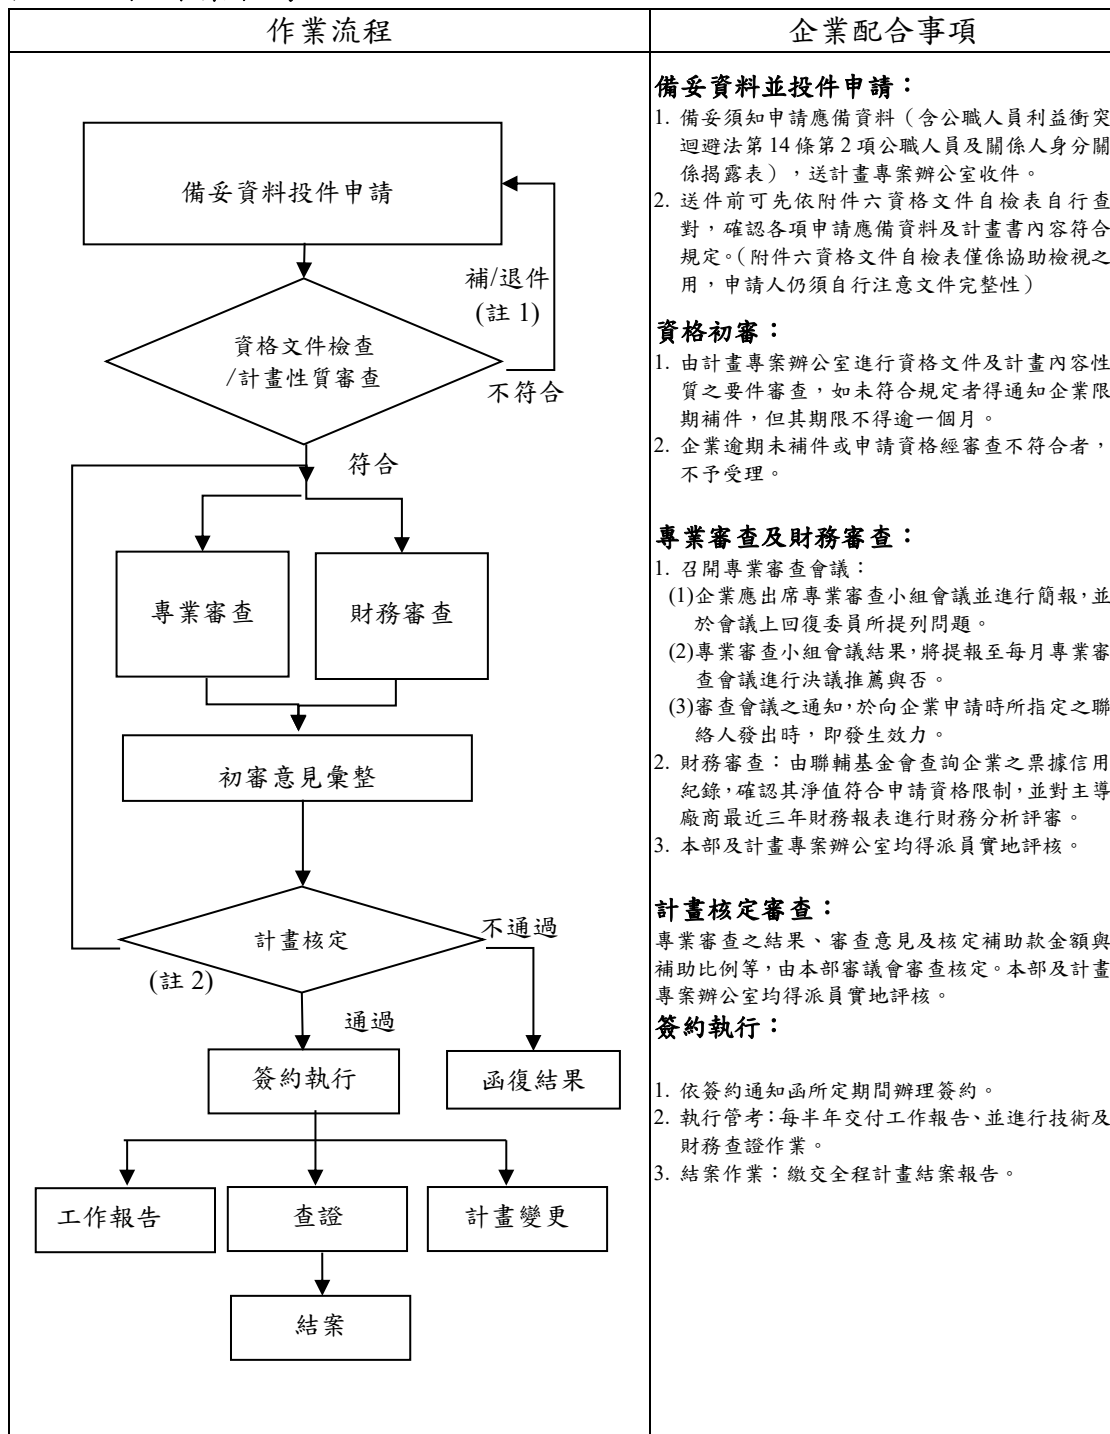 作業流程
企業配合事項
備妥資料投件申請
補/退件
(註 1)
資格文件檢查
/計畫性質審查
不符合
符合
專業審查
財務審查
初審意見彙整
計畫核定
不通過
(註 2)
通過
簽約執行
函復結果
工作報告
查證
計畫變更
結案
備妥資料並投件申請：
1. 備妥須知申請應備資料（含公職人員利益衝突
迴避法第 14 條第 2 項公職人員及關係人身分關
係揭露表），送計畫專案辦公室收件。
2. 送件前可先依附件六資格文件自檢表自行查
對，確認各項申請應備資料及計畫書內容符合
規定。（附件六資格文件自檢表僅係協助檢視之
用，申請人仍須自行注意文件完整性）
資格初審：
1. 由計畫專案辦公室進行資格文件及計畫內容性
質之要件審查，如未符合規定者得通知企業限
期補件，但其期限不得逾一個月。
2. 企業逾期未補件或申請資格經審查不符合者，
不予受理。
專業審查及財務審查：
1. 召開專業審查會議：
(1)企業應出席專業審查小組會議並進行簡報，並
於會議上回復委員所提列問題。
(2)專業審查小組會議結果，將提報至每月專業審
查會議進行決議推薦與否。
(3)審查會議之通知，於向企業申請時所指定之聯
絡人發出時，即發生效力。
2. 財務審查：由聯輔基金會查詢企業之票據信用
紀錄，確認其淨值符合申請資格限制，並對主導
廠商最近三年財務報表進行財務分析評審。
3. 本部及計畫專案辦公室均得派員實地評核。
計畫核定審查：
專業審查之結果、審查意見及核定補助款金額與
補助比例等，由本部審議會審查核定。本部及計畫
專案辦公室均得派員實地評核。
簽約執行：
1. 依簽約通知函所定期間辦理簽約。
2. 執行管考：每半年交付工作報告、並進行技術及
財務查證作業。
3. 結案作業：繳交全程計畫結案報告。